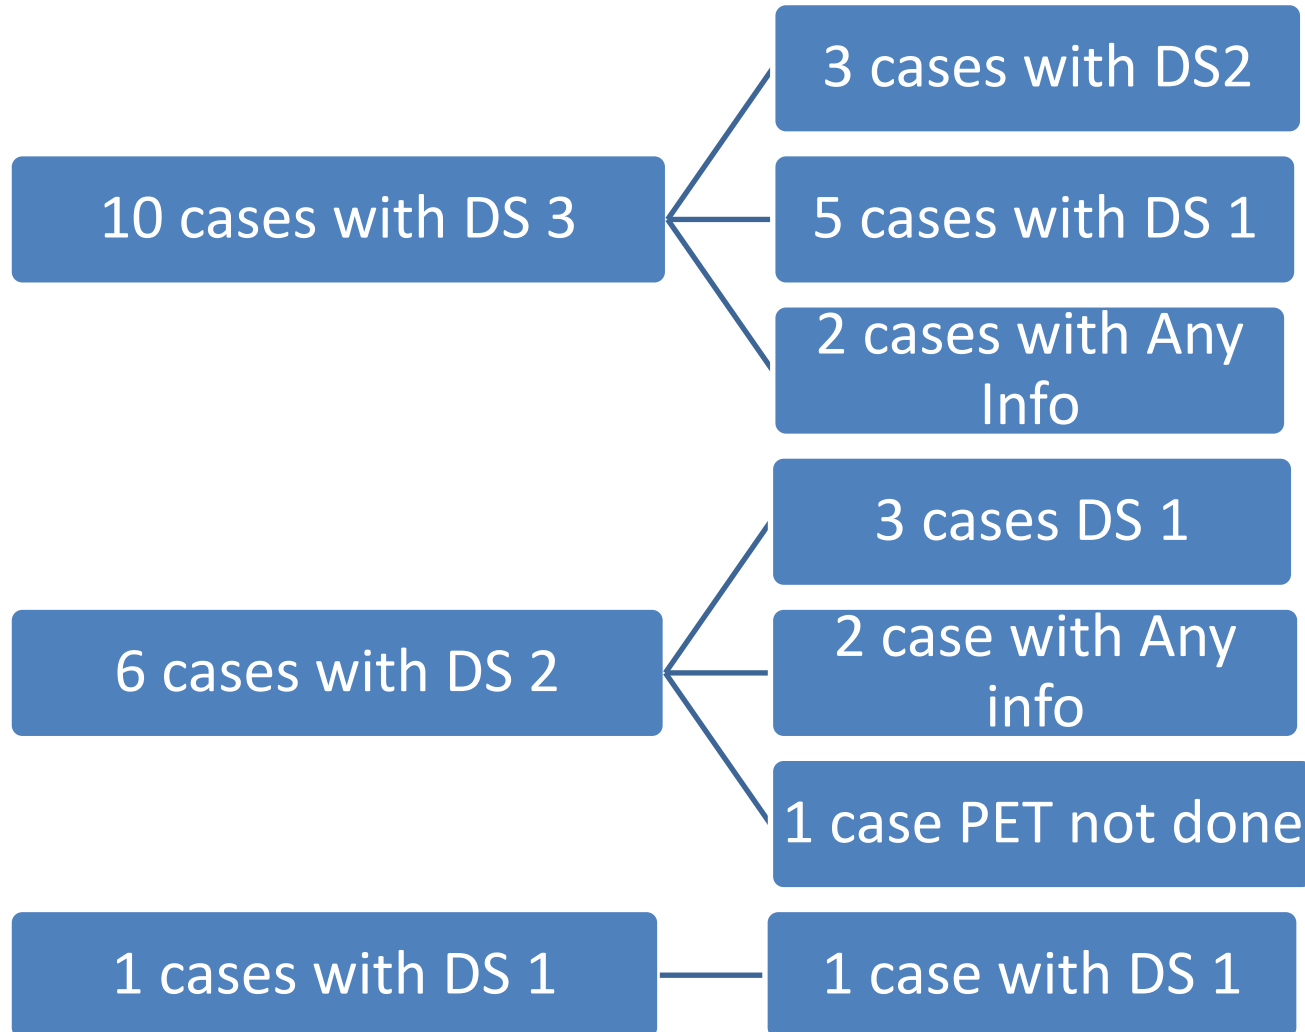 10 cases with DS 3
3 cases with DS2
5 cases with DS 1
2 cases with Any
Info
6 cases with DS 2
3 cases DS 1
2 case with Any
info
1 case PET not done
1 cases with DS 1
1 case with DS 1